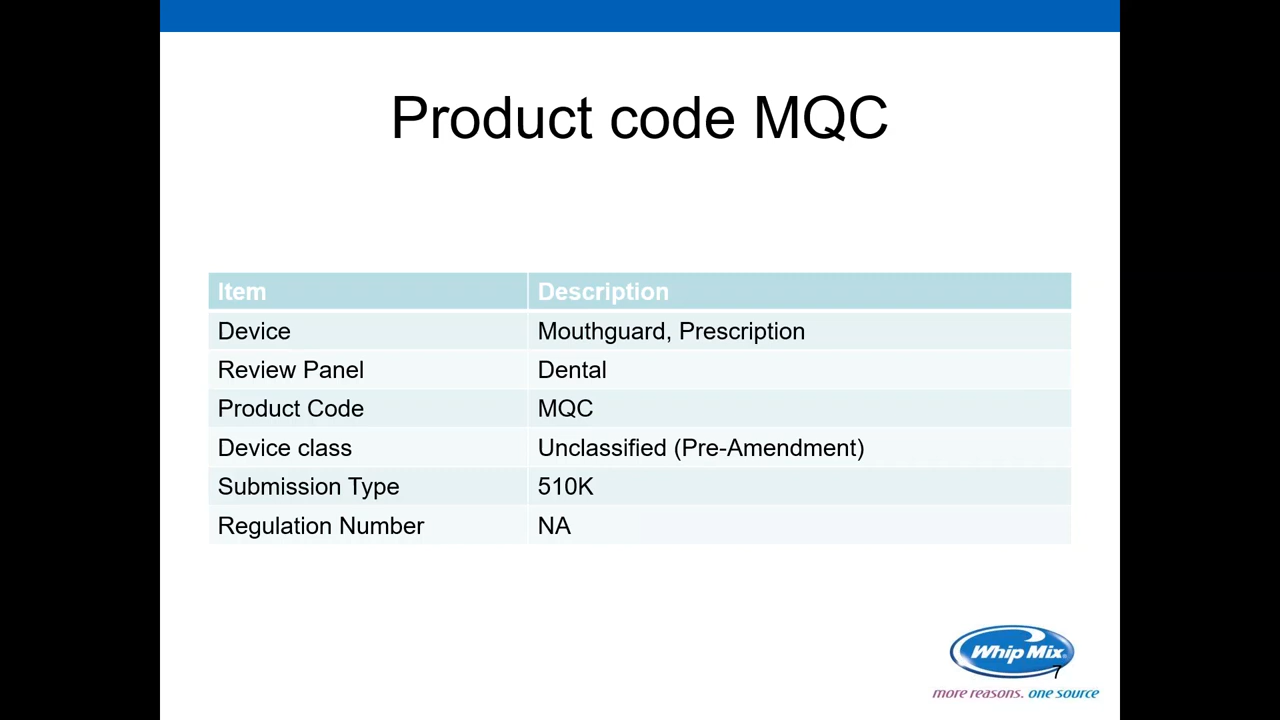 Product code MQC
Item Description
Device Mouthguard, Prescription
Review Panel Dental
Product Code MQC
Device class Unclassified (Pre-Amendment)
Submission Type 510K
Regulation Number NA
Whip Mix®
7
more reasons. one source